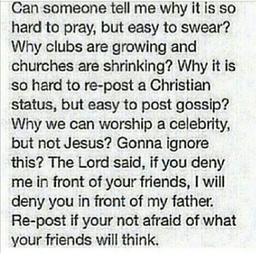 Can someone tell me why it is so
hard to pray, but easy to swear?
Why clubs are growing and
churches are shrinking? Why it is
so hard to re-post a Christian
status, but easy to post gossip?
Why we can worship a celebrity,
but not Jesus? Gonna ignore
this? The Lord said, if you deny
me in front of your friends, I will
deny you in front of my father.
Re-post if your not afraid of what
your friends will think.